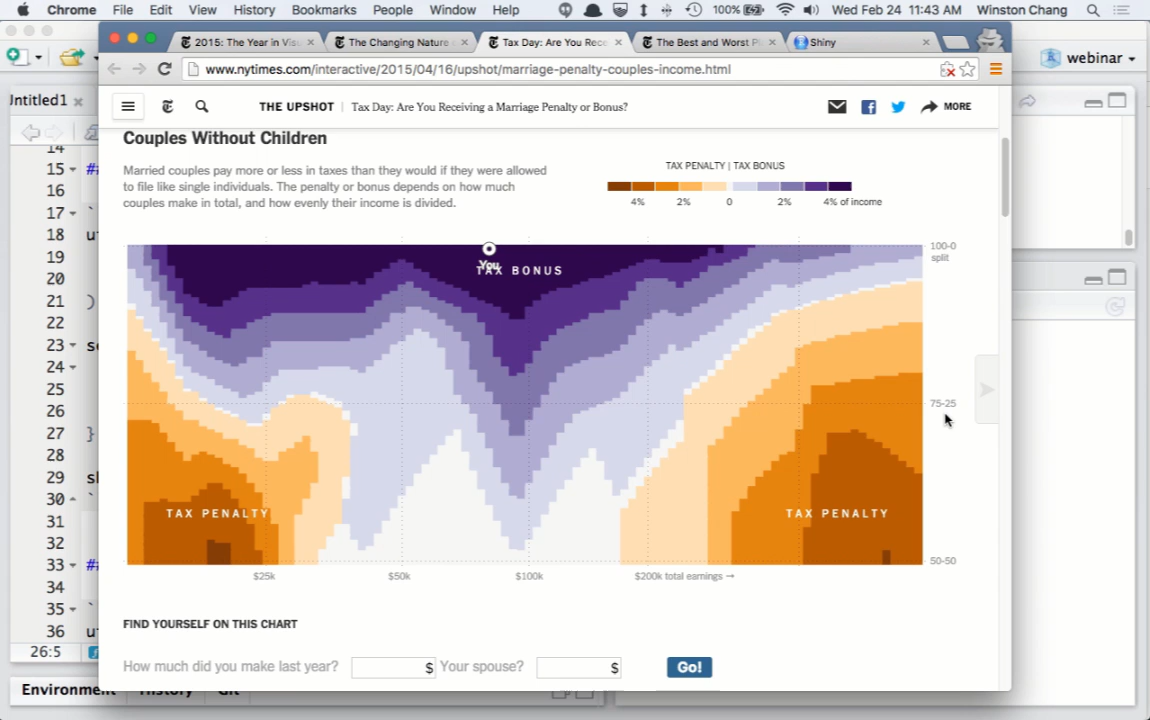 Chrome File Edit View History Bookmarks People Window Help 100% Wed Feb 24 11:43 AM Winston Chang
2015: The Year in Visu
The Changing Nature
Tax Day: Are You Rece
The Best and Worst Pl
Shiny
www.nytimes.com/interactive/2015/04/16/upshot/marriage-penalty-couples-income.html
webinar
Untitled1
THE UPSHOT | Tax Day: Are You Receiving a Marriage Penalty or Bonus?
MORE
Couples Without Children
Married couples pay more or less in taxes than they would if they were allowed
to file like single individuals. The penalty or bonus depends on how much
couples make in total, and how evenly their income is divided.
TAX PENALTY | TAX BONUS
4% 2% 0 2% 4% of income
100-0
split
You
TAX BONUS
75-25
TAX PENALTY
TAX PENALTY
50-50
$25k $50k $100k $200k total earnings →
FIND YOURSELF ON THIS CHART
How much did you make last year? $ Your spouse? $ Go!
14
15 ##
16
17 `
18 u
19
20
21 )
22
23 s
24
25
26
27 }
28
29 s
30 `
31
32
33 ##
34
35 `
36 u
26:5
Environment History Git